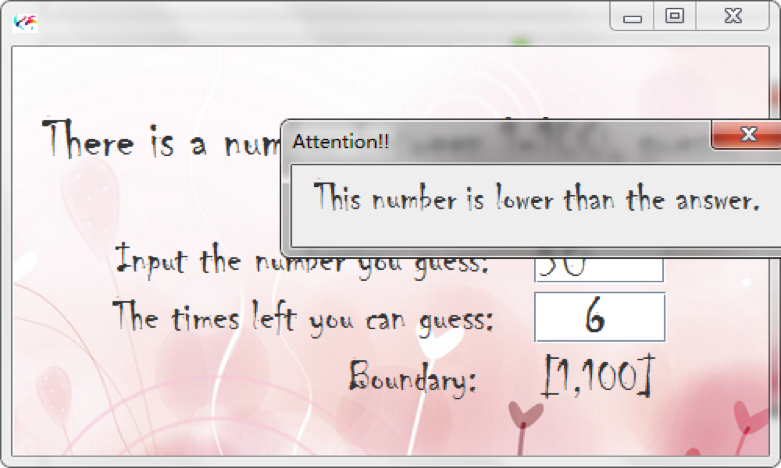 There is a num
Attention!!
This number is lower than the answer.
Input the number you guess:
The times left you can guess: 6
Boundary: [1,100]